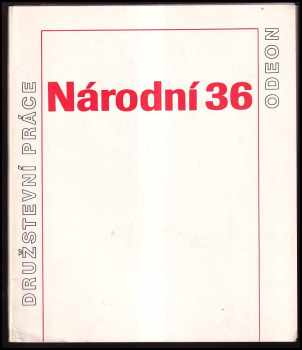 DRUŽSTEVNÍ PRÁCE
Národní 36
ODEON